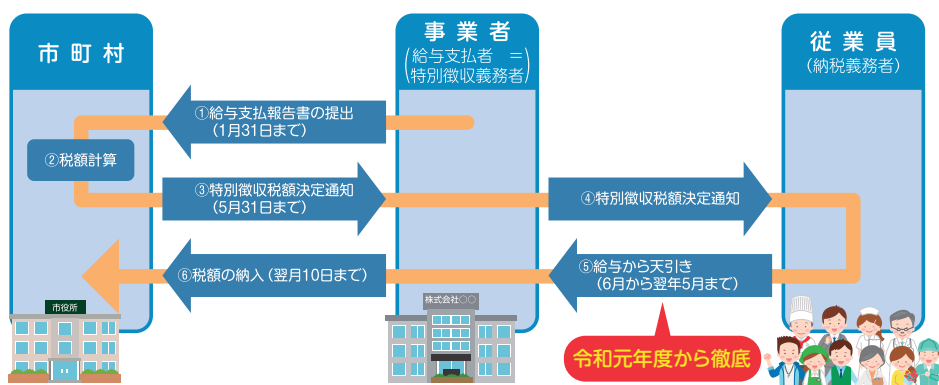 市町村
事業者
(給与支払者 =
特別徴収義務者)
従業員
(納税義務者)
①給与支払報告書の提出
(1月31日まで)
②税額計算
③特別徴収税額決定通知
(5月31日まで)
④特別徴収税額決定通知
⑤給与から天引き
(6月から翌年5月まで)
⑥税額の納入(翌月10日まで)
市役所
株式会社○○
令和元年度から徹底